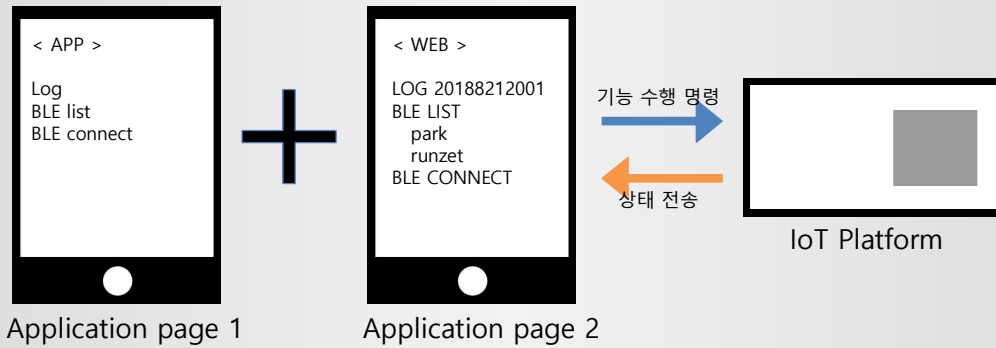 < APP >
Log
BLE list
BLE connect
Application page 1
< WEB >
LOG 20188212001
BLE LIST
park
runzet
BLE CONNECT
Application page 2
기능 수행 명령
상태 전송
IoT Platform